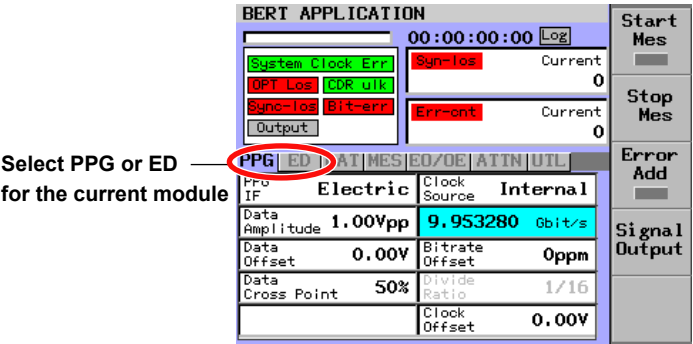 BERT APPLICATION
00:00:00:00 Log
System Clock Err
OPT Los CDR ulk
Sync-los Bit-err
Output
Syn-los Current
0
Err-cnt Current
0
Select PPG or ED
for the current module
PPG ED PAT MES EO/OE ATTN UTL
PPG
IF Electric
Clock
Source Internal
Data
Amplitude 1.00Vpp
9.953280 Gbit/s
Data
Offset 0.00V
Bitrate
Offset 0ppm
Data
Cross Point 50%
Divide
Ratio 1/16
Clock
Offset 0.00V
Start
Mes
Stop
Mes
Error
Add
Signal
Output